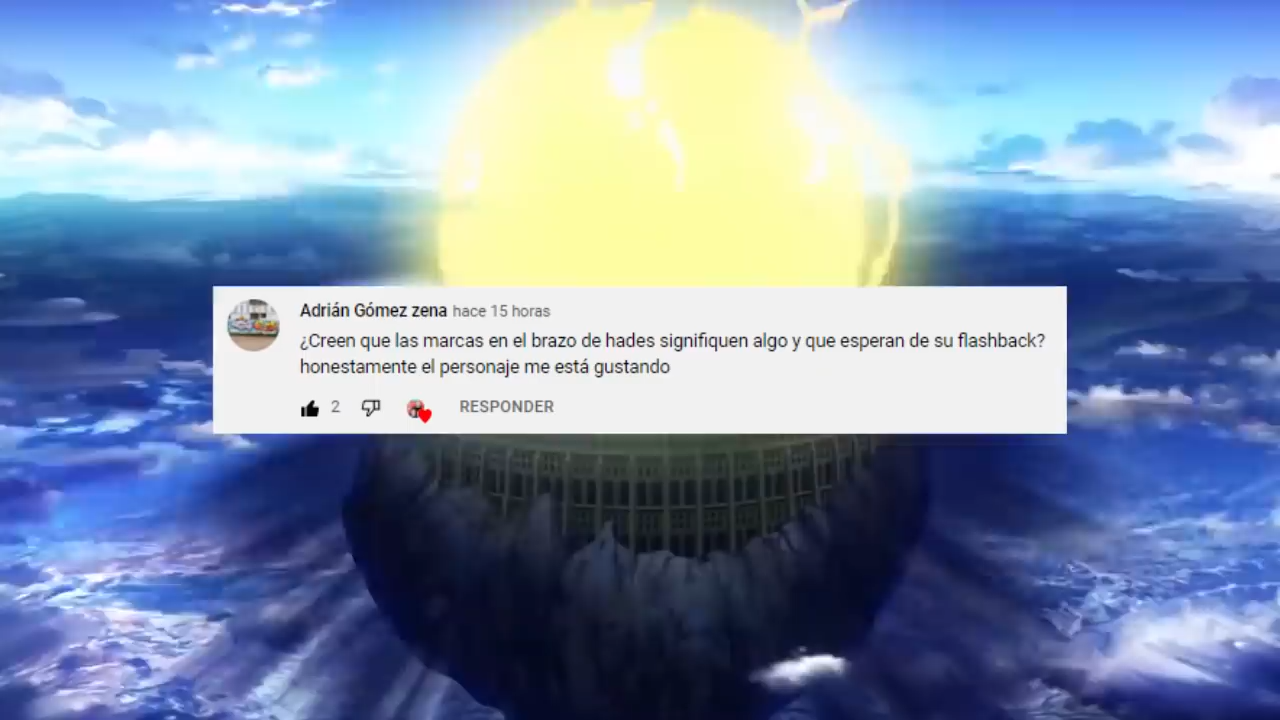 Adrián Gómez zena hace 15 horas
¿Creen que las marcas en el brazo de hades signifiquen algo y que esperan de su flashback?
honestamente el personaje me está gustando
2 RESPONDER